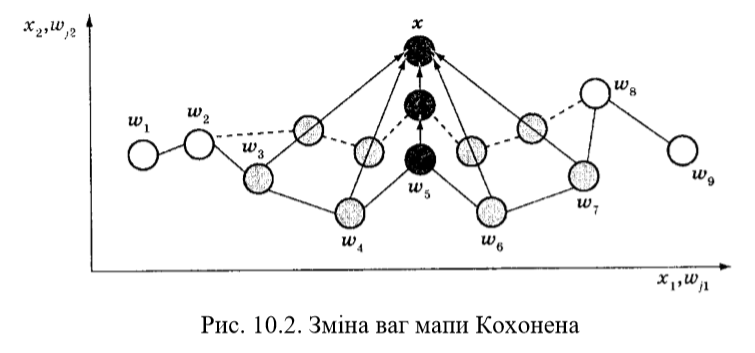 x
x₂,wⱼ₂
w₁
w₂
w₃
w₄
w₅
w₆
w₇
w₈
w₉
x₁,wⱼ₁
Рис. 10.2. Зміна ваг мапи Кохонена